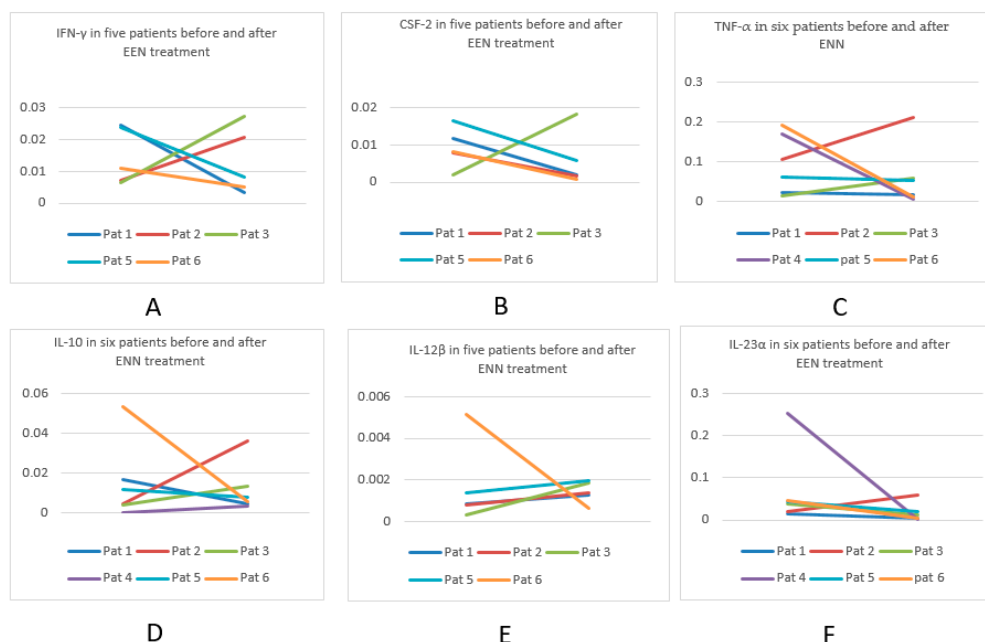 IFN-γ in five patients before and after
EEN treatment
0.03
0.02
0.01
0
Pat 1 Pat 2 Pat 3
Pat 5 Pat 6
A
CSF-2 in five patients before and after
EEN treatment
0.02
0.01
0
Pat 1 Pat 2 Pat 3
Pat 5 Pat 6
B
TNF-α in six patients before and after
ENN
0.3
0.2
0.1
0
Pat 1 Pat 2 Pat 3
Pat 4 pat 5 Pat 6
C
IL-10 in six patients before and after
ENN treatment
0.06
0.04
0.02
0
Pat 1 Pat 2 Pat 3
Pat 4 Pat 5 Pat 6
D
IL-12β in five patients before and after
ENN treatment
0.006
0.004
0.002
0
Pat 1 Pat 2 Pat 3
Pat 5 Pat 6
E
IL-23α in six patients before and after
EEN treatment
0.3
0.2
0.1
0
Pat 1 Pat 2 Pat 3
Pat 4 Pat 5 pat 6
F